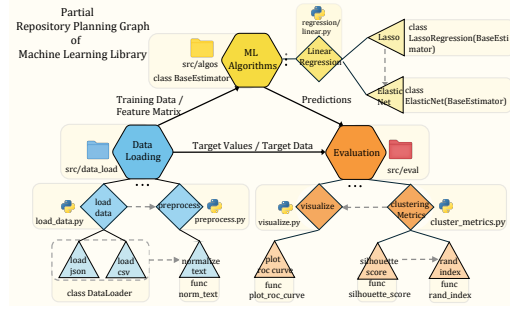 Partial
Repository Planning Graph
of
Machine Learning Library
regression/
linear.py
src/algos
class BaseEstimator
ML
Algorithms
:
Linear
Regression
Lasso
class
LassoRegression(BaseEsti
mator)
Elastic
Net
class
ElasticNet(BaseEstimator)
Training Data /
Feature Matrix
Predictions
src/data_load
Data
Loading
Target Values / Target Data
Evaluation
src/eval
...
...
load_data.py
load
data
preprocess
preprocess.py
visualize.py
visualize
clustering
Metrics
cluster_metrics.py
load
json
load
csv
class DataLoader
normalize
text
func
norm_text
plot
roc curve
func
plot_roc_curve
silhouette
score
func
silhouette_score
rand
index
func
rand_index